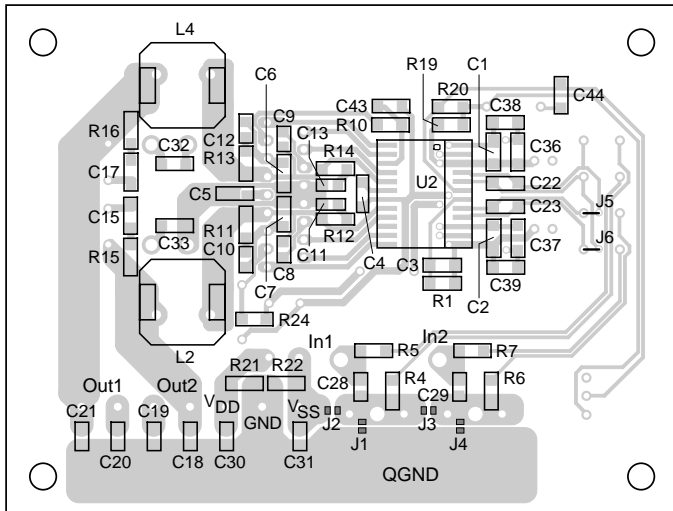 L4
C6
R19
C1
C44
C43
R20
C38
R16
C9
C12
C13
R10
C36
C32
R14
R13
U2
C17
C22
C5
J5
C15
C23
R11
R12
J6
C33
C37
R15
C10
C11
C3
C39
C8
C4
C7
R1
C2
L2
R24
In1
In2
R5
R7
R21
R22
C28
R4
C29
R6
Out1
Out2
VDD
VSS
C21
C19
GND
J2
J3
C20
C18
C30
C31
J1
J4
QGND